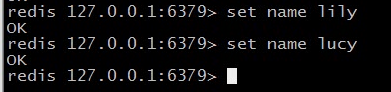 redis 127.0.0.1:6379> set name lily
OK
redis 127.0.0.1:6379> set name lucy
OK
redis 127.0.0.1:6379>